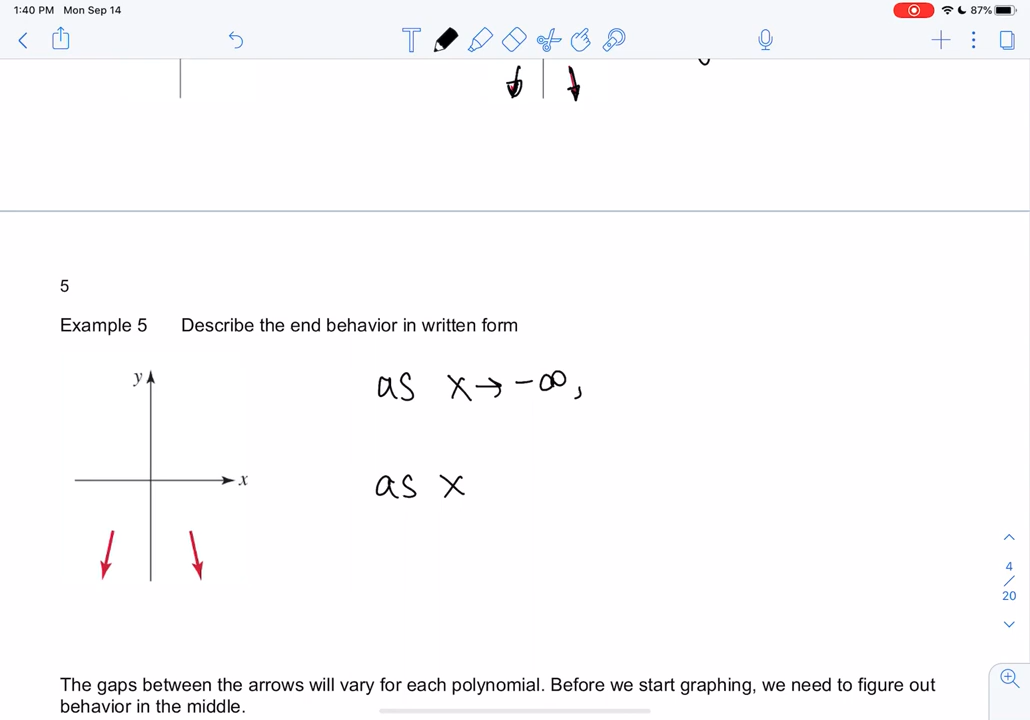 1:40 PM Mon Sep 14
87%
T
5
Example 5 Describe the end behavior in written form
y
as x → -∞,
x
as x
4
/
20
The gaps between the arrows will vary for each polynomial. Before we start graphing, we need to figure out
behavior in the middle.